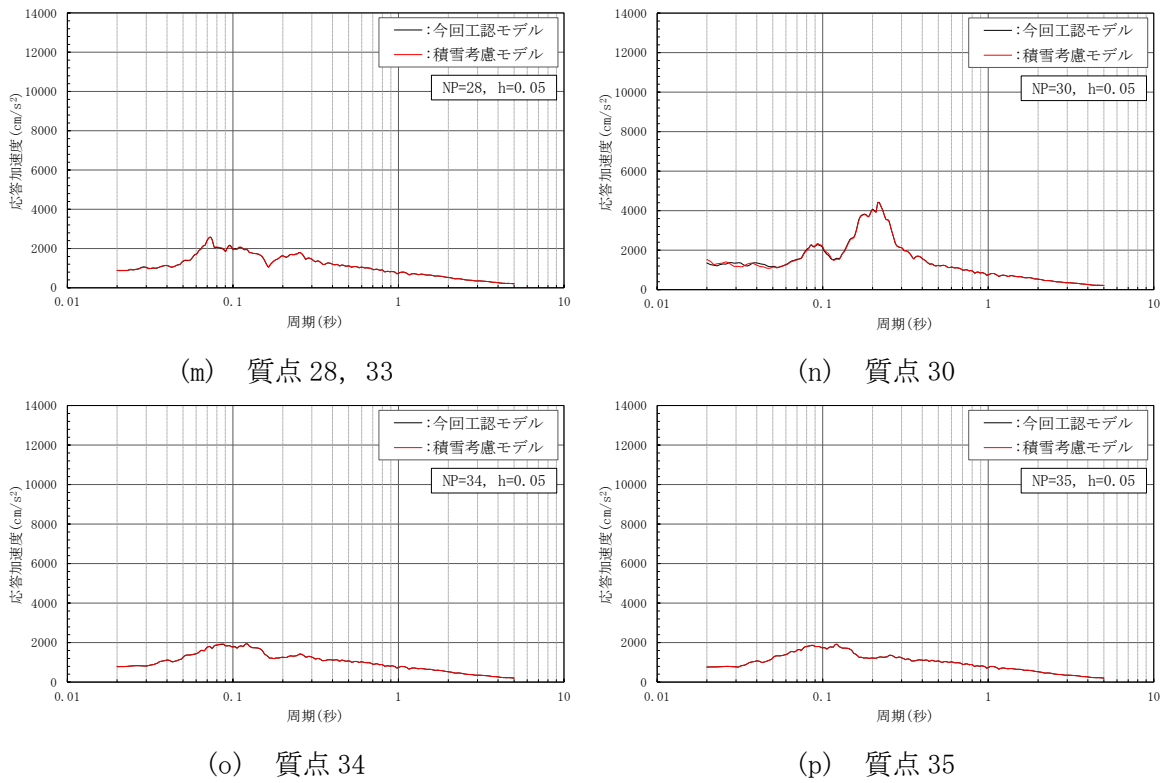 14000
12000
10000
8000
6000
4000
2000
0
応答加速度(cm/s²)
―:今回工認モデル
―:積雪考慮モデル
NP=28, h=0.05
0.01 0.1 1 10
周期(秒)
(m) 質点 28, 33
14000
12000
10000
8000
6000
4000
2000
0
応答加速度(cm/s²)
―:今回工認モデル
―:積雪考慮モデル
NP=30, h=0.05
0.01 0.1 1 10
周期(秒)
(n) 質点 30
14000
12000
10000
8000
6000
4000
2000
0
応答加速度(cm/s²)
―:今回工認モデル
―:積雪考慮モデル
NP=34, h=0.05
0.01 0.1 1 10
周期(秒)
(o) 質点 34
14000
12000
10000
8000
6000
4000
2000
0
応答加速度(cm/s²)
―:今回工認モデル
―:積雪考慮モデル
NP=35, h=0.05
0.01 0.1 1 10
周期(秒)
(p) 質点 35